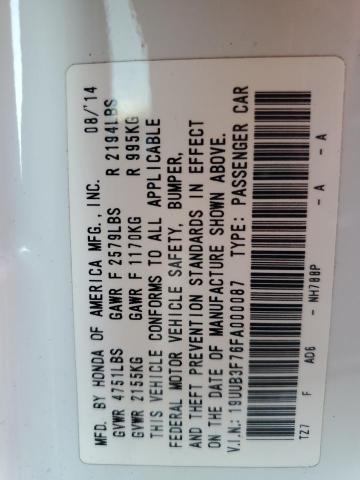 MFD. BY HONDA OF AMERICA MFG., INC. 08/'14
GVWR 4751LBS GAWR F 2579LBS R 2194LBS
GVWR 2155KG GAWR F 1170KG R 995KG
THIS VEHICLE CONFORMS TO ALL APPLICABLE
FEDERAL MOTOR VEHICLE SAFETY, BUMPER,
AND THEFT PREVENTION STANDARDS IN EFFECT
ON THE DATE OF MANUFACTURE SHOWN ABOVE.
V.I.N.: 19UUB3F76FA000087 TYPE: PASSENGER CAR
TZ7 F AD6 - NH788P - A - A